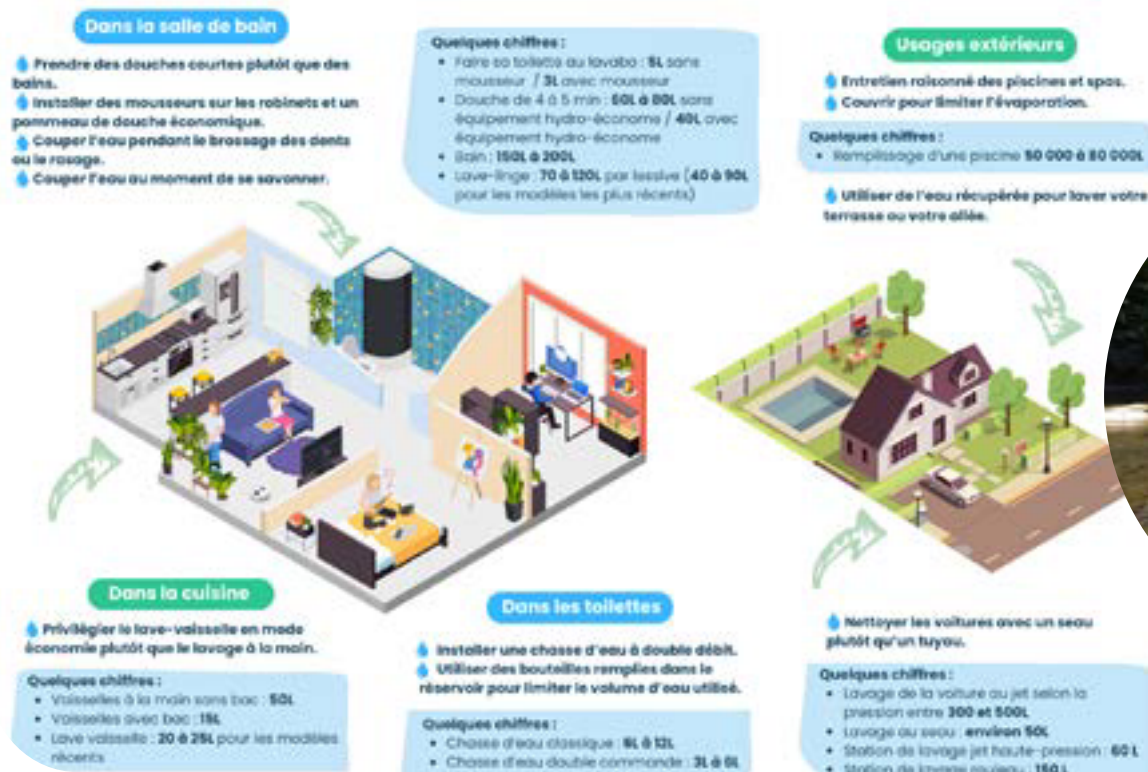 Dans la salle de bain
Prendre des douches courtes plutôt que des
bains.
Installer des mousseurs sur les robinets et un
pommeau de douche économique.
Couper l'eau pendant le brossage des dents
ou le rasage.
Couper l'eau au moment de se savonner.
Quelques chiffres :
• Faire sa toilette au lavabo : 5L sans
mousseur / 3L avec mousseur
• Douche de 4 à 5 min : 60L à 80L sans
équipement hydro-économe / 40L avec
équipement hydro-économe
• Bain : 150L à 200L
• Lave-linge : 70 à 120L par lessive (40 à 90L
pour les modèles les plus récents)
Usages extérieurs
Entretien raisonné des piscines et spas.
Couvrir pour limiter l'évaporation.
Quelques chiffres :
• Remplissage d'une piscine 50 000 à 80 000L
Utiliser de l'eau récupérée pour laver votre
terrasse ou votre allée.
Dans la cuisine
Privilégier le lave-vaisselle en mode
économie plutôt que le lavage à la main.
Quelques chiffres :
• Vaisselles à la main sans bac : 50L
• Vaisselles avec bac : 15L
• Lave vaisselle : 20 à 25L pour les modèles
récents
Dans les toilettes
Installer une chasse d'eau à double débit.
Utiliser des bouteilles remplies dans le
réservoir pour limiter le volume d'eau utilisé.
Quelques chiffres :
• Chasse d'eau classique : 6L à 12L
• Chasse d'eau double commande : 3L à 6L
Nettoyer les voitures avec un seau
plutôt qu'un tuyau.
Quelques chiffres :
• Lavage de la voiture au jet selon la
pression entre 300 et 500L
• Lavage au seau : environ 50L
• Station de lavage jet haute-pression : 60 L
• Station de lavage rouleau : 150 L